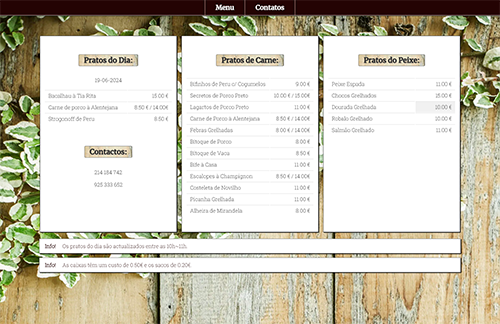 Menu Contatos
Pratos do Dia:
19-06-2024
Bacalhau à Tia Rita 15.00 €
Carne de porco à Alentejana 8.50 € / 14.00€
Strogonoff de Peru 8.50 €
Contactos:
214 184 742
925 333 652
Pratos de Carne:
Bifinhos de Peru c/ Cogumelos 9.00 €
Secretos de Porco Preto 10.00 € / 15.00€
Lagartos de Porco Preto 11.00 €
Carne de Porco à Alentejana 8.50 € / 14.00€
Febras Grelhadas 8.00 € / 14.00€
Bitoque de Porco 8.00 €
Bitoque de Vaca 8.50 €
Bife à Casa 11.00 €
Escalopes à Champignon 8.50 € / 14.00€
Costeleta de Novilho 11.00 €
Picanha Grelhada 11.00 €
Alheira de Mirandela 8.00 €
Pratos do Peixe:
Peixe Espada 11.00 €
Chocos Grelhados 15.00 €
Dourada Grelhada 10.00 €
Robalo Grelhado 10.00 €
Salmão Grelhado 11.00 €
Info! Os pratos do dia são actualizados entre as 10h-11h.
Info! As caixas têm um custo de 0.50€ e os sacos de 0.20€.